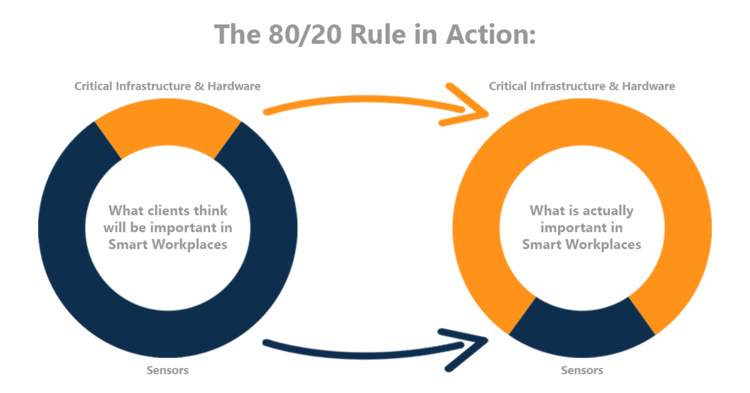 The 80/20 Rule in Action:
Critical Infrastructure & Hardware
What clients think
will be important in
Smart Workplaces
Sensors
Critical Infrastructure & Hardware
What is actually
important in
Smart Workplaces
Sensors